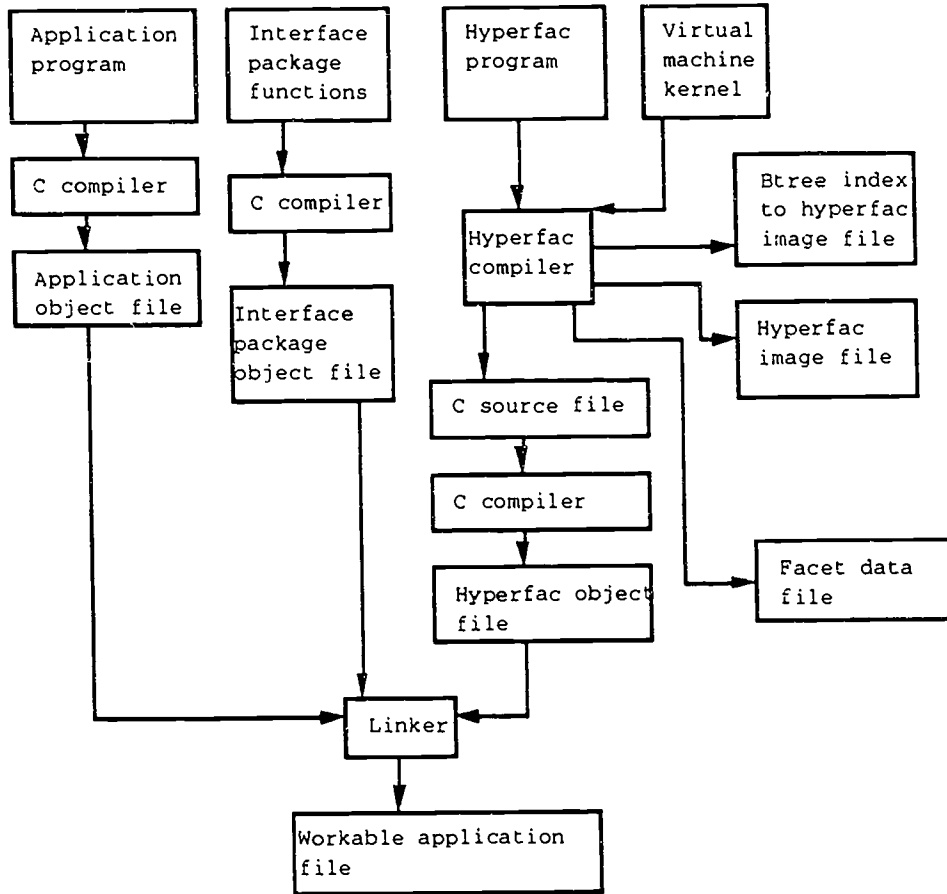 Application
program
Interface
package
functions
Hyperfac
program
Virtual
machine
kernel
C compiler
C compiler
Btree index
to hyperfac
image file
Hyperfac
compiler
Application
object file
Interface
package
object file
Hyperfac
image file
C source file
C compiler
Facet data
file
Hyperfac object
file
Linker
Workable application
file